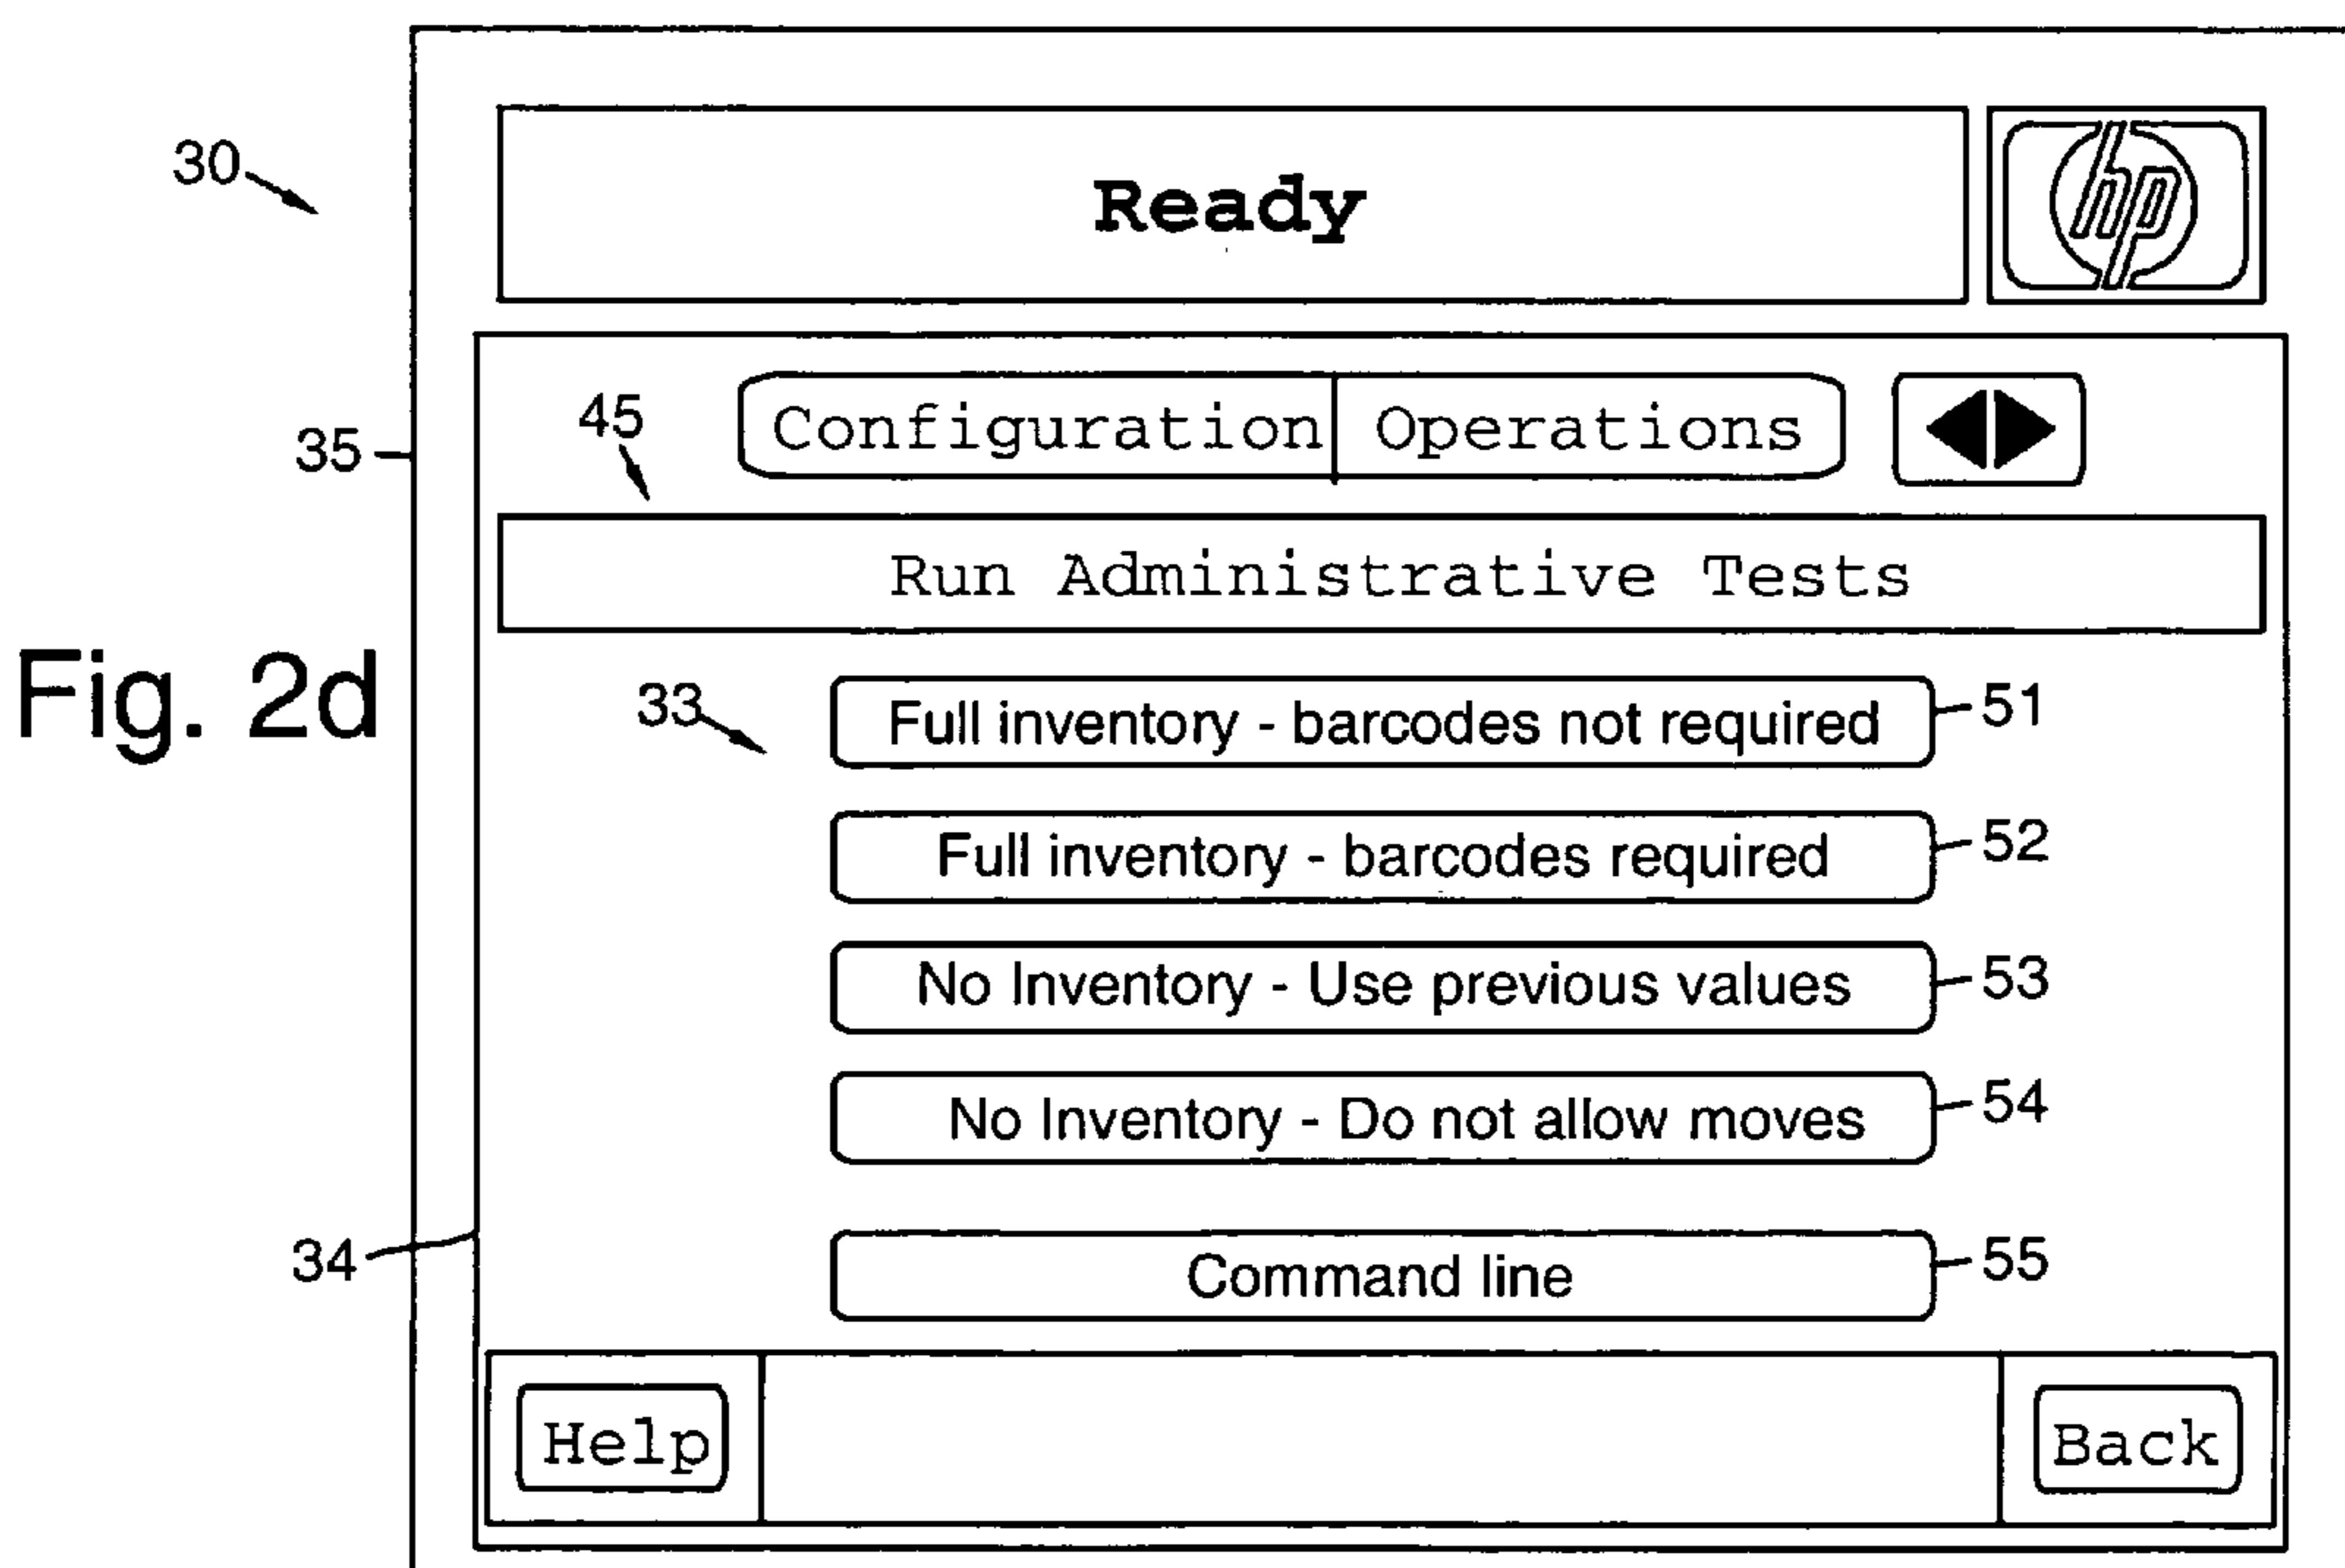 30
Ready
hp
35
45
Configuration Operations
Run Administrative Tests
Fig. 2d
33
Full inventory - barcodes not required 51
Full inventory - barcodes required 52
No Inventory - Use previous values 53
No Inventory - Do not allow moves 54
34
Command line 55
Help
Back